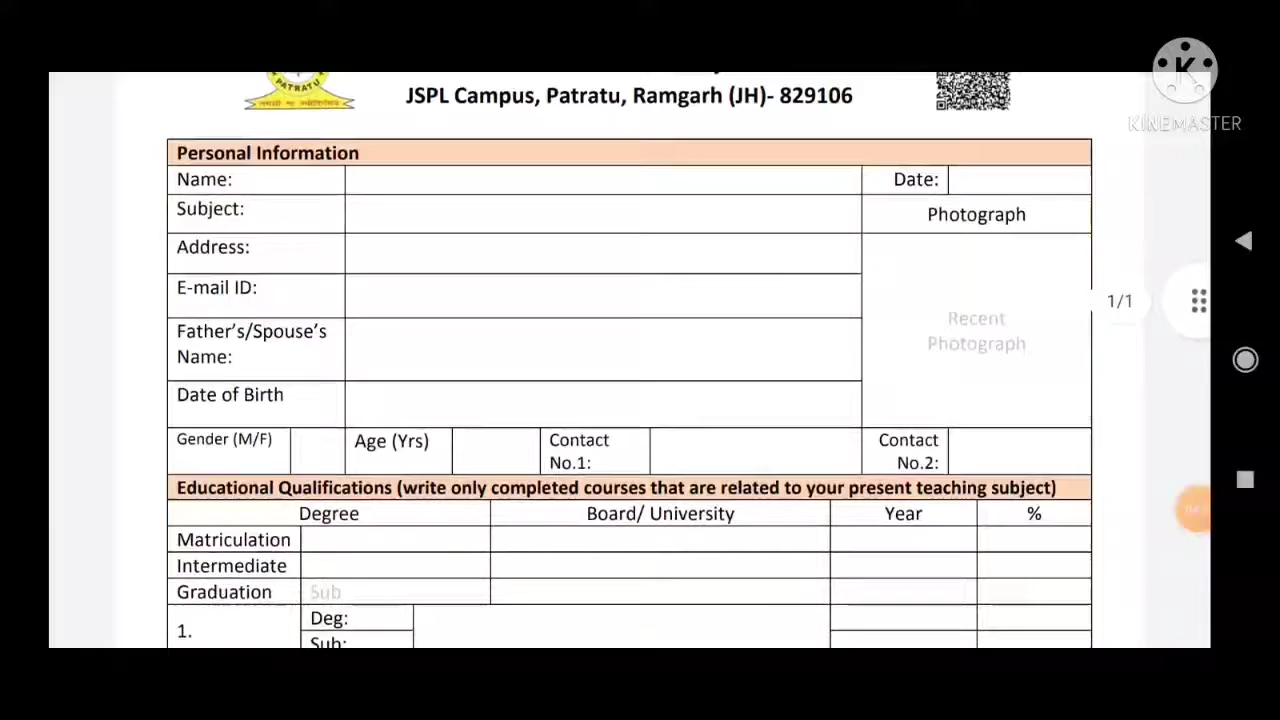 PATRATU
JSPL Campus, Patratu, Ramgarh (JH)- 829106
KINEMASTER
Personal Information
Name:
Date:
Subject:
Photograph
Address:
E-mail ID:
1/1
Recent
Photograph
Father's/Spouse's
Name:
Date of Birth
Gender (M/F)
Age (Yrs)
Contact
No.1:
Contact
No.2:
Educational Qualifications (write only completed courses that are related to your present teaching subject)
Degree
Board/ University
Year
%
Matriculation
Intermediate
Graduation
Sub
1.
Deg:
Sub: